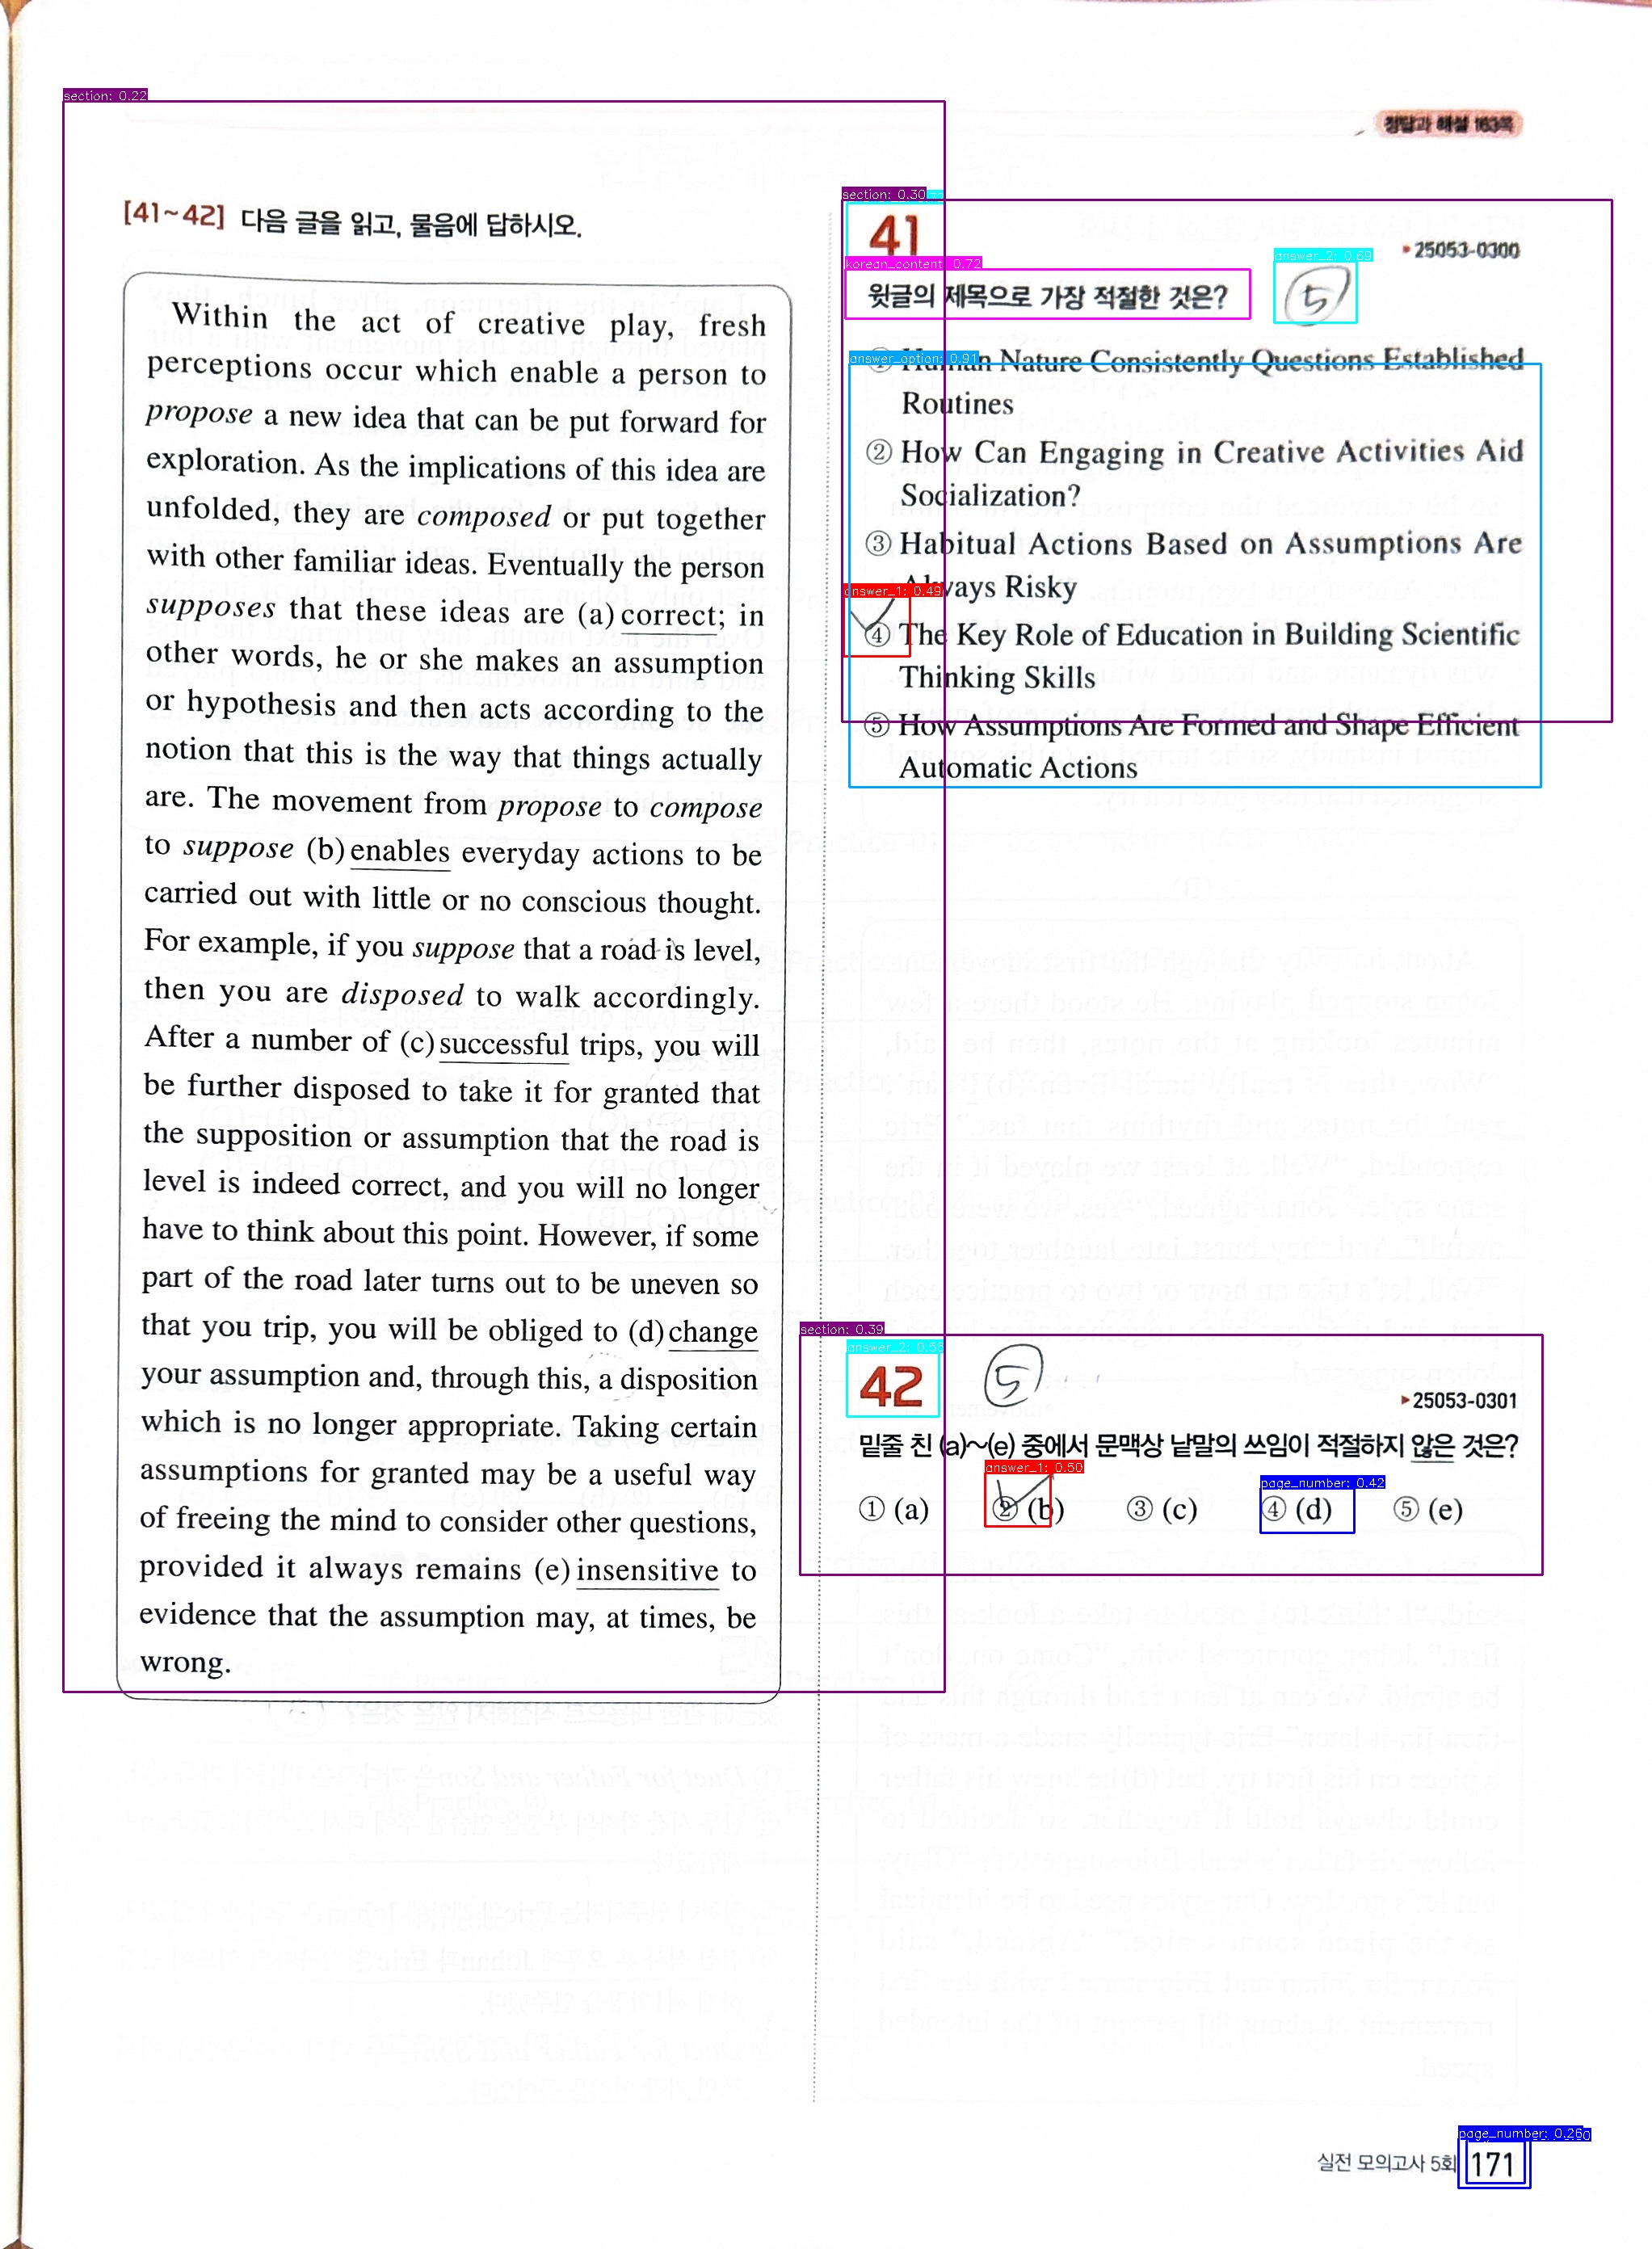 section: 0.22
정답과 해설 163쪽
[41~42] 다음 글을 읽고, 물음에 답하시오.
Within the act of creative play, fresh
perceptions occur which enable a person to
propose a new idea that can be put forward for
exploration. As the implications of this idea are
unfolded, they are composed or put together
with other familiar ideas. Eventually the person
supposes that these ideas are (a) correct; in
other words, he or she makes an assumption
or hypothesis and then acts according to the
notion that this is the way that things actually
are. The movement from propose to compose
to suppose (b) enables everyday actions to be
carried out with little or no conscious thought.
For example, if you suppose that a road is level,
then you are disposed to walk accordingly.
After a number of (c) successful trips, you will
be further disposed to take it for granted that
the supposition or assumption that the road is
level is indeed correct, and you will no longer
have to think about this point. However, if some
part of the road later turns out to be uneven so
that you trip, you will be obliged to (d) change
your assumption and, through this, a disposition
which is no longer appropriate. Taking certain
assumptions for granted may be a useful way
of freeing the mind to consider other questions,
provided it always remains (e) insensitive to
evidence that the assumption may, at times, be
wrong.
section: 0.30
41
25053-0300
korean_content: 0.72
answer_2: 0.69
윗글의 제목으로 가장 적절한 것은?
5
answer_option: 0.91
① Human Nature Consistently Questions Established
Routines
② How Can Engaging in Creative Activities Aid
Socialization?
③ Habitual Actions Based on Assumptions Are
Always Risky
answer_1: 0.49
④ The Key Role of Education in Building Scientific
Thinking Skills
⑤ How Assumptions Are Formed and Shape Efficient
Automatic Actions
section: 0.39
answer_2: 0.55
42
5
25053-0301
밑줄 친 (a)~(e) 중에서 문맥상 낱말의 쓰임이 적절하지 않은 것은?
answer_1: 0.50
page_number: 0.42
① (a) ② (b) ③ (c) ④ (d) ⑤ (e)
page_number: 0.26
실전 모의고사 5회 171